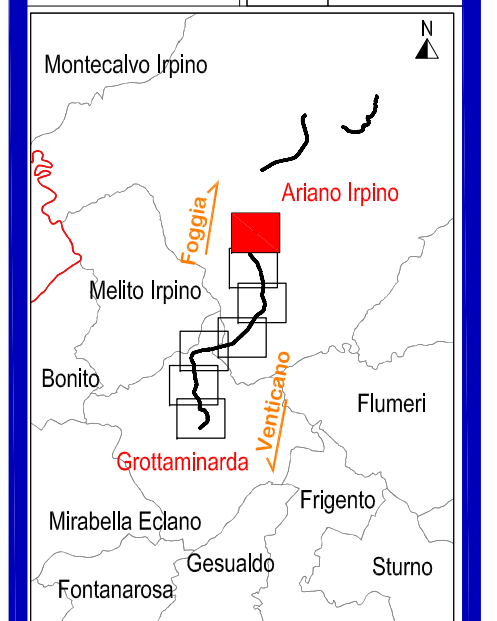 N
Montecalvo Irpino
Ariano Irpino
Foggia
Melito Irpino
Bonito
Venticano
Flumeri
Grottaminarda
Frigento
Mirabella Eclano
Gesualdo
Sturno
Fontanarosa